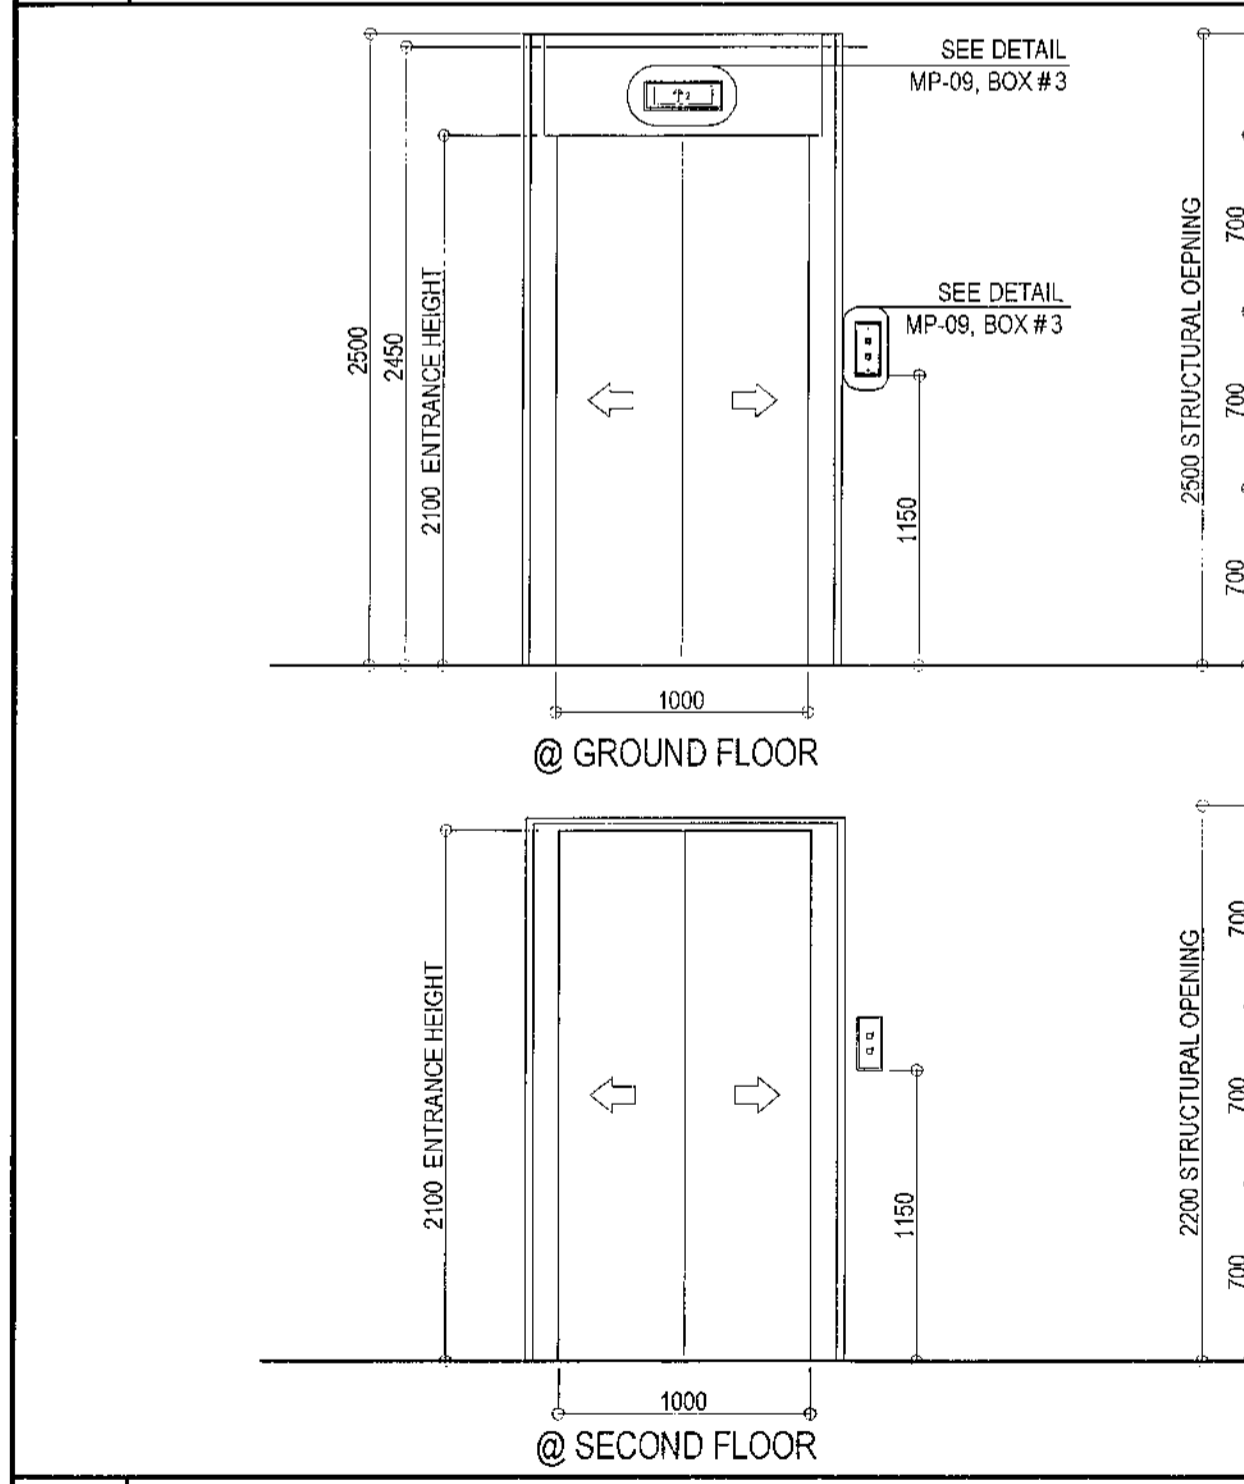 SEE DETAIL
MP-09, BOX #3
2
2500
2450
2100 ENTRANCE HEIGHT
SEE DETAIL
MP-09, BOX #3
1150
2500 STRUCTURAL OEPNING
700
700
700
1000
@ GROUND FLOOR
2100 ENTRANCE HEIGHT
1150
2200 STRUCTURAL OPENING
700
700
700
1000
@ SECOND FLOOR